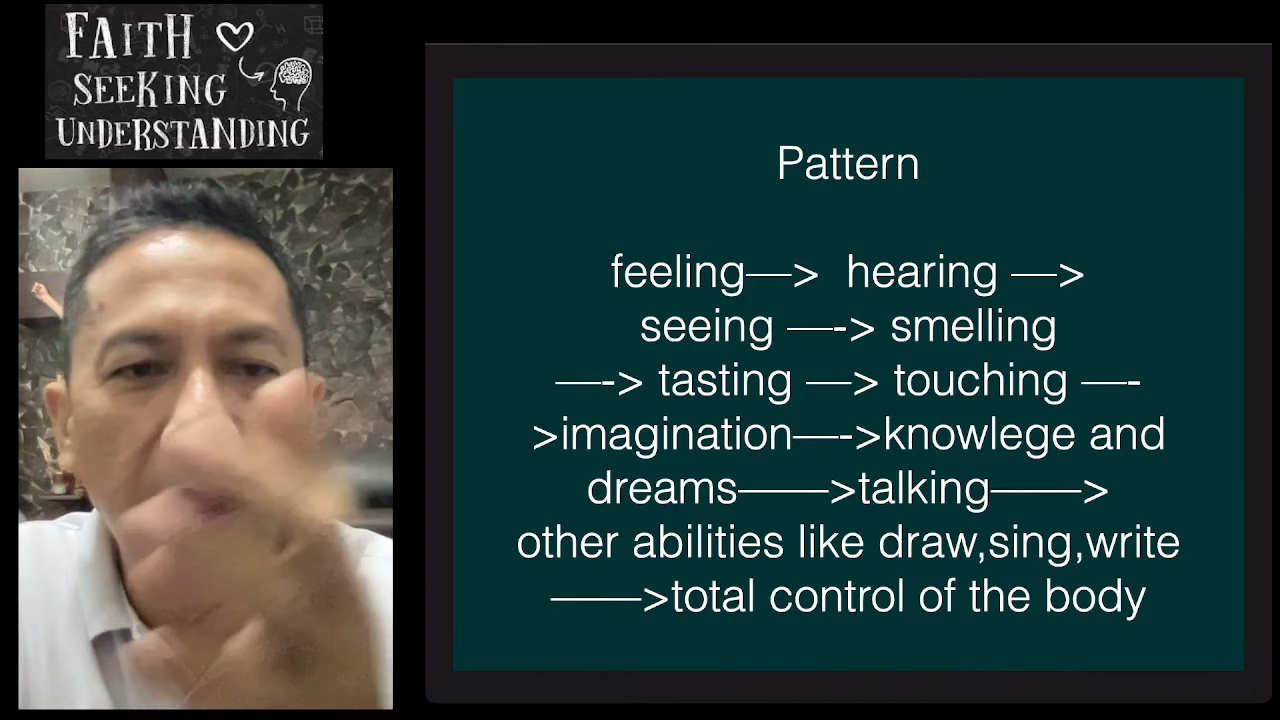 FAITH
SEEKING
UNDERSTANDING
Pattern
feeling—>  hearing —>
seeing —-> smelling
—-> tasting —> touching —-
>imagination—->knowlege and
dreams——>talking——>
other abilities like draw,sing,write
——>total control of the body